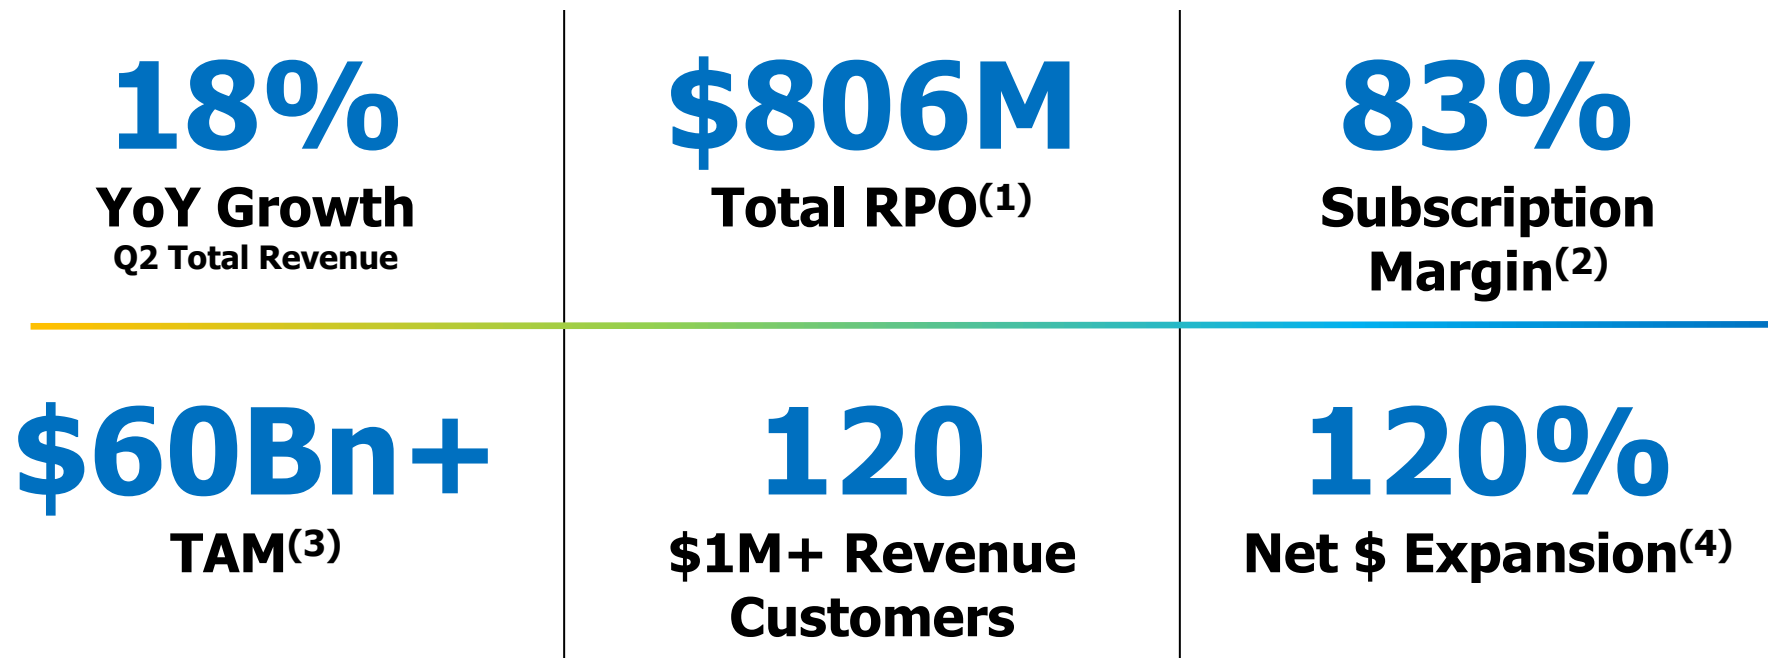 18%
YoY Growth
Q2 Total Revenue
$806M
Total RPO(1)
83%
Subscription
Margin(2)
$60Bn+
TAM(3)
120
$1M+ Revenue
Customers
120%
Net $ Expansion(4)